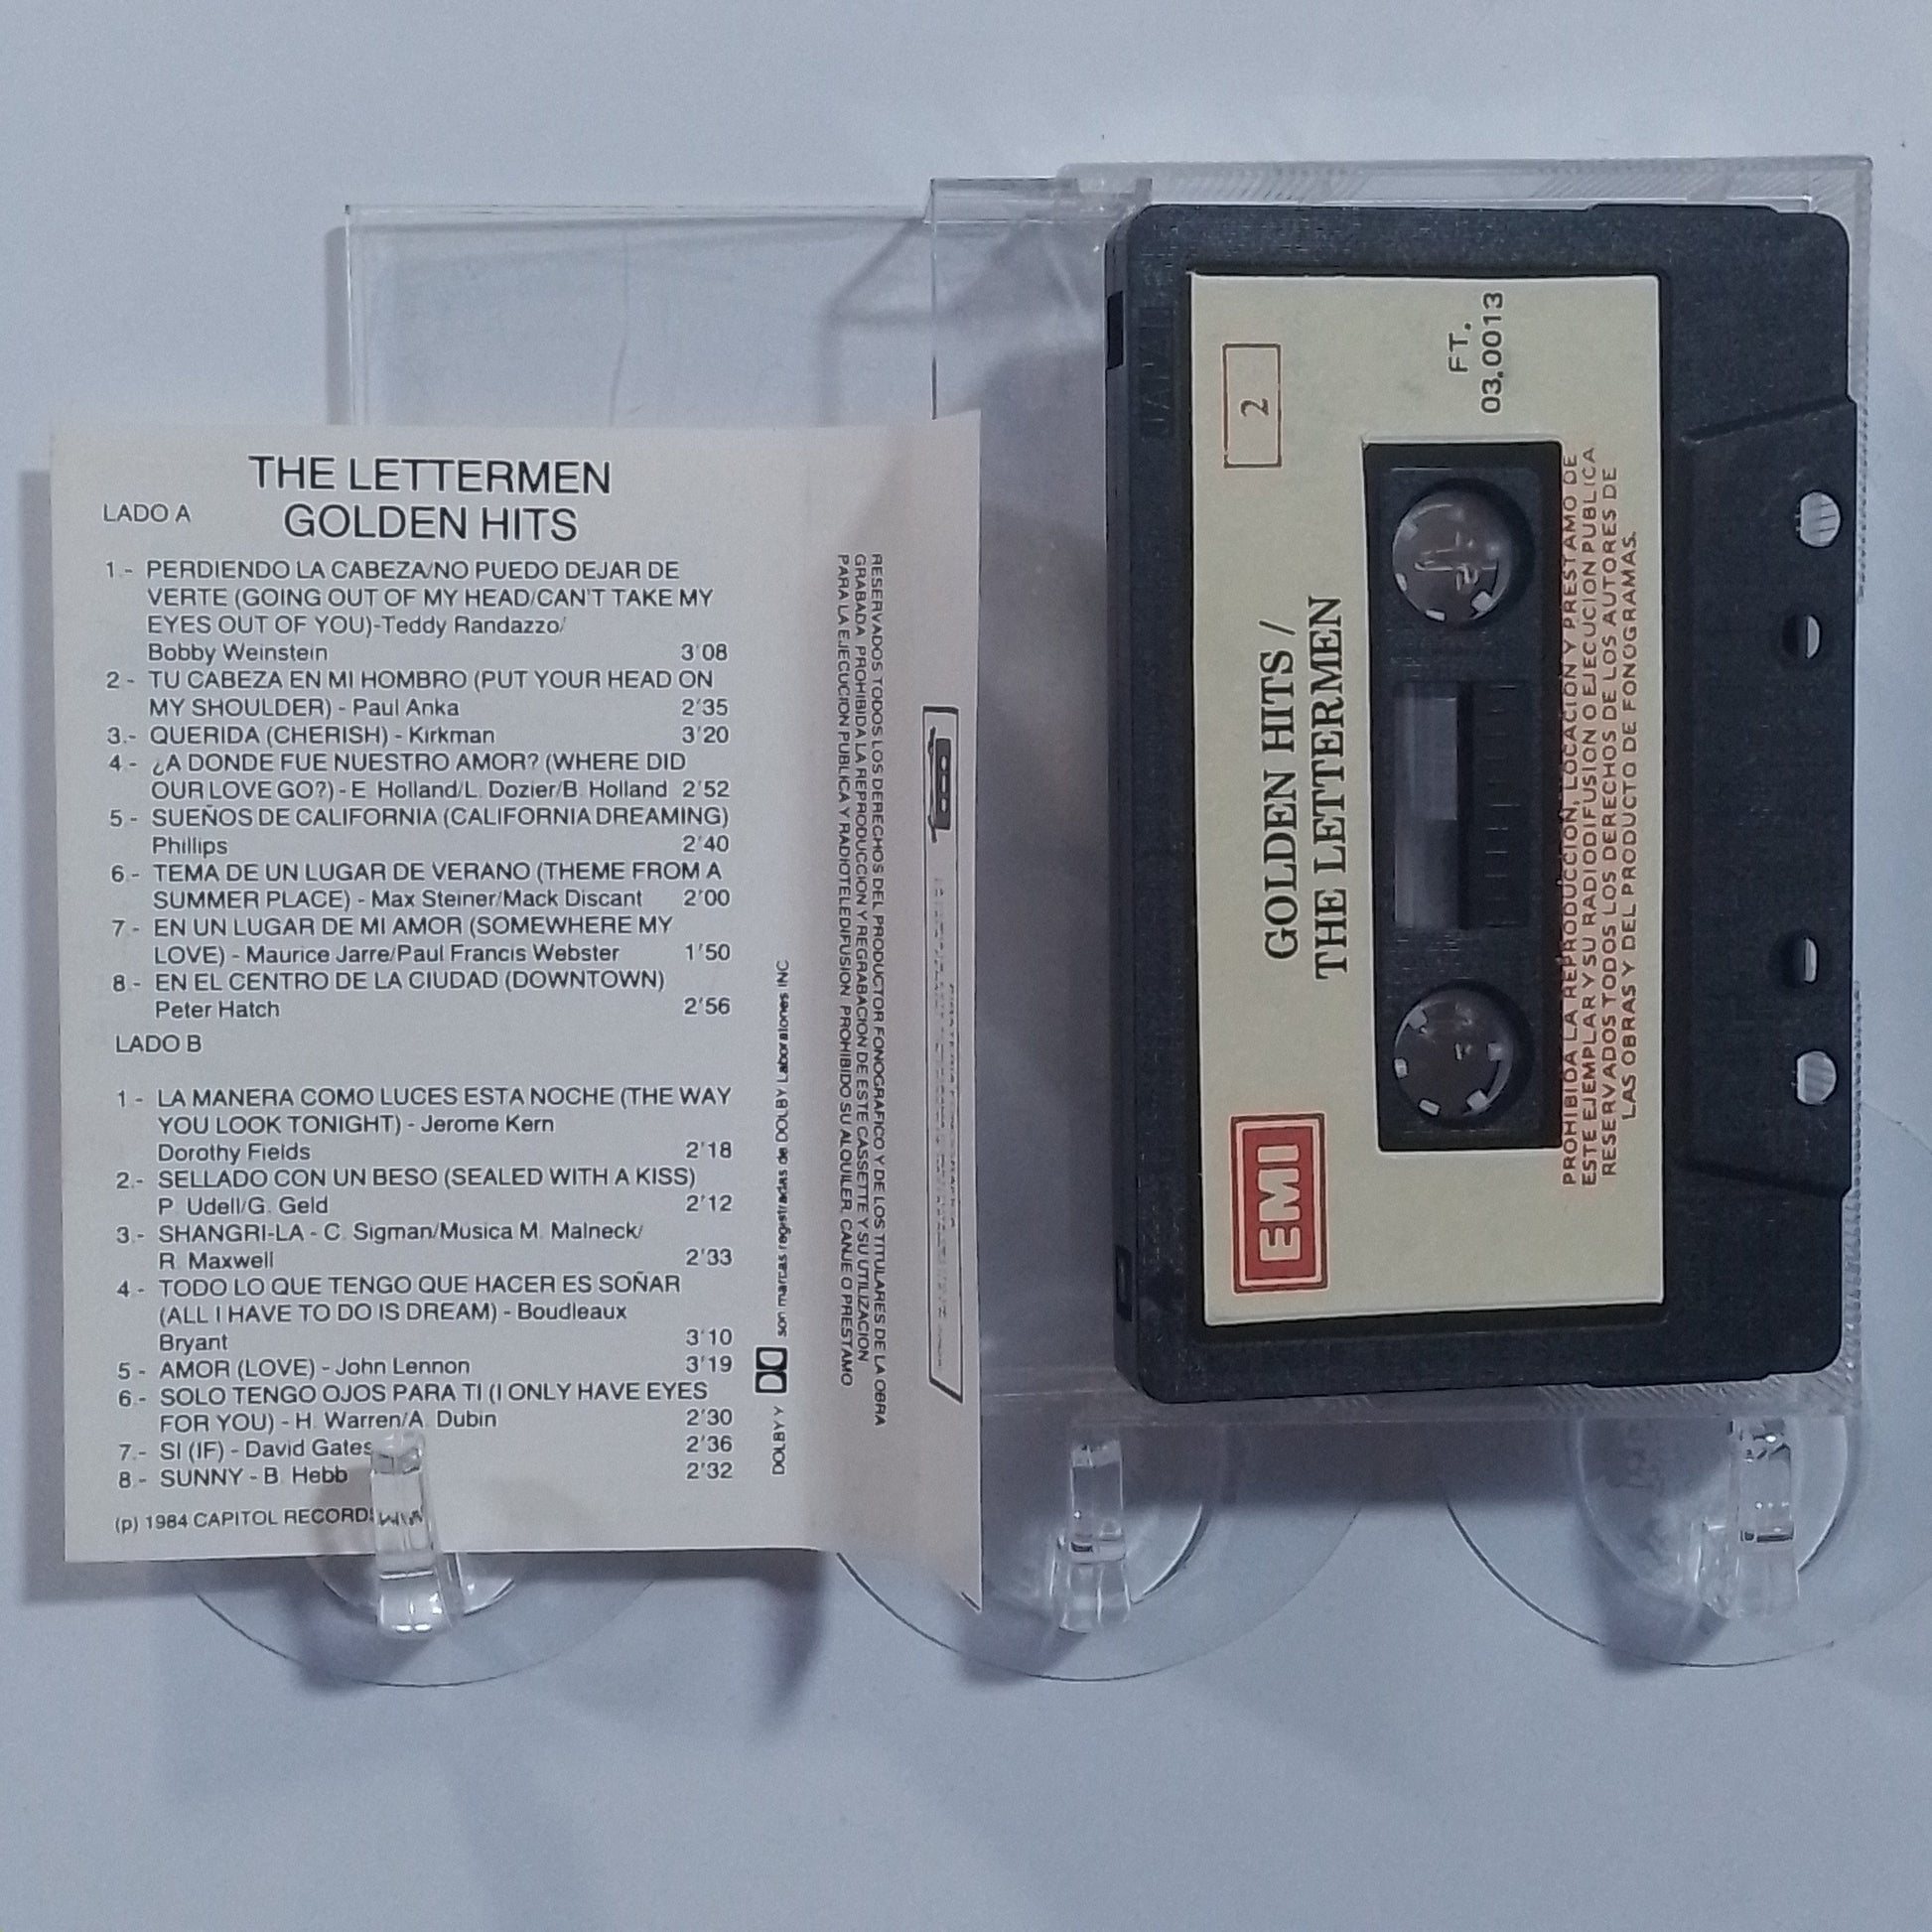 THE LETTERMEN
GOLDEN HITS
LADO A
1.- PERDIENDO LA CABEZA/NO PUEDO DEJAR DE
VERTE (GOING OUT OF MY HEAD/CAN'T TAKE MY
EYES OUT OF YOU)-Teddy Randazzo/
Bobby Weinstein 3'08
2.- TU CABEZA EN MI HOMBRO (PUT YOUR HEAD ON
MY SHOULDER) - Paul Anka 2'35
3.- QUERIDA (CHERISH) - Kirkman 3'20
4.- ¿A DONDE FUE NUESTRO AMOR? (WHERE DID
OUR LOVE GO?) - E. Holland/L. Dozier/B. Holland 2'52
5.- SUEÑOS DE CALIFORNIA (CALIFORNIA DREAMING)
Phillips 2'40
6.- TEMA DE UN LUGAR DE VERANO (THEME FROM A
SUMMER PLACE) - Max Steiner/Mack Discant 2'00
7.- EN UN LUGAR DE MI AMOR (SOMEWHERE MY
LOVE) - Maurice Jarre/Paul Francis Webster 1'50
8.- EN EL CENTRO DE LA CIUDAD (DOWNTOWN)
Peter Hatch 2'56
LADO B
1.- LA MANERA COMO LUCES ESTA NOCHE (THE WAY
YOU LOOK TONIGHT) - Jerome Kern
Dorothy Fields 2'18
2.- SELLADO CON UN BESO (SEALED WITH A KISS)
P. Udell/G. Geld 2'12
3.- SHANGRI-LA - C. Sigman/Musica M. Malneck/
R. Maxwell 2'33
4.- TODO LO QUE TENGO QUE HACER ES SOÑAR
(ALL I HAVE TO DO IS DREAM) - Boudleaux
Bryant 3'10
5.- AMOR (LOVE) - John Lennon 3'19
6.- SOLO TENGO OJOS PARA TI (I ONLY HAVE EYES
FOR YOU) - H. Warren/A. Dubin 2'30
7.- SI (IF) - David Gates 2'36
8.- SUNNY - B. Hebb 2'32
(p) 1984 CAPITOL RECORDS
DOLBY Y son marcas registradas de DOLBY Laboratories INC
RESERVADOS TODOS LOS DERECHOS DEL PRODUCTOR FONOGRAFICO Y DE LOS TITULARES DE LA OBRA
GRABADA. PROHIBIDA LA REPRODUCCION Y REGRABACION DE ESTE CASSETTE Y SU UTILIZACION
PARA LA EJECUCION PUBLICA Y RADIOTELEDIFUSION. PROHIBIDO SU ALQUILER, CANJE O PRESTAMO
EMI
2
GOLDEN HITS /
THE LETTERMEN
FT.
03.0013
PROHIBIDA LA REPRODUCCION, LOCACION Y PRESTAMO DE
ESTE EJEMPLAR Y SU RADIODIFUSION O EJECUCION PUBLICA
RESERVADOS TODOS LOS DERECHOS DE LOS AUTORES DE
LAS OBRAS Y DEL PRODUCTO DE FONOGRAMAS.